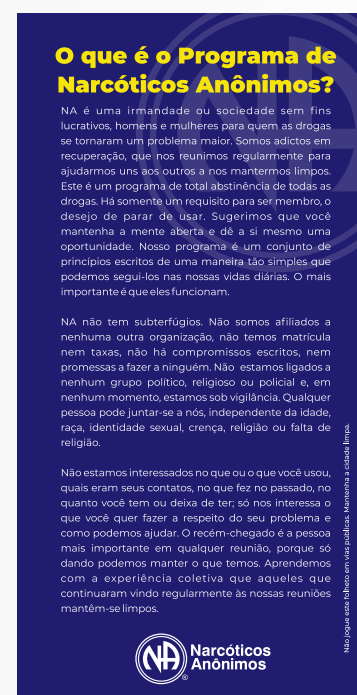 O que é o Programa de
Narcóticos Anônimos?
NA é uma irmandade ou sociedade sem fins
lucrativos, homens e mulheres para quem as drogas
se tornaram um problema maior. Somos adictos em
recuperação, que nos reunimos regularmente para
ajudarmos uns aos outros a nos mantermos limpos.
Este é um programa de total abstinência de todas as
drogas. Há somente um requisito para ser membro, o
desejo de parar de usar. Sugerimos que você
mantenha a mente aberta e dê a si mesmo uma
oportunidade. Nosso programa é um conjunto de
princípios escritos de uma maneira tão simples que
podemos segui-los nas nossas vidas diárias. O mais
importante é que eles funcionam.
NA não tem subterfúgios. Não somos afiliados a
nenhuma outra organização, não temos matrícula
nem taxas, não há compromissos escritos, nem
promessas a fazer a ninguém. Não estamos ligados a
nenhum grupo político, religioso ou policial e, em
nenhum momento, estamos sob vigilância. Qualquer
pessoa pode juntar-se a nós, independente da idade,
raça, identidade sexual, crença, religião ou falta de
religião.
Não estamos interessados no que ou o que você usou,
quais eram seus contatos, no que fez no passado, no
quanto você tem ou deixa de ter; só nos interessa o
que você quer fazer a respeito do seu problema e
como podemos ajudar. O recém-chegado é a pessoa
mais importante em qualquer reunião, porque só
dando podemos manter o que temos. Aprendemos
com a experiência coletiva que aqueles que
continuaram vindo regularmente às nossas reuniões
mantêm-se limpos.
Não jogue este folheto em vias públicas. Mantenha a cidade limpa.
NA
Narcóticos
Anônimos
®